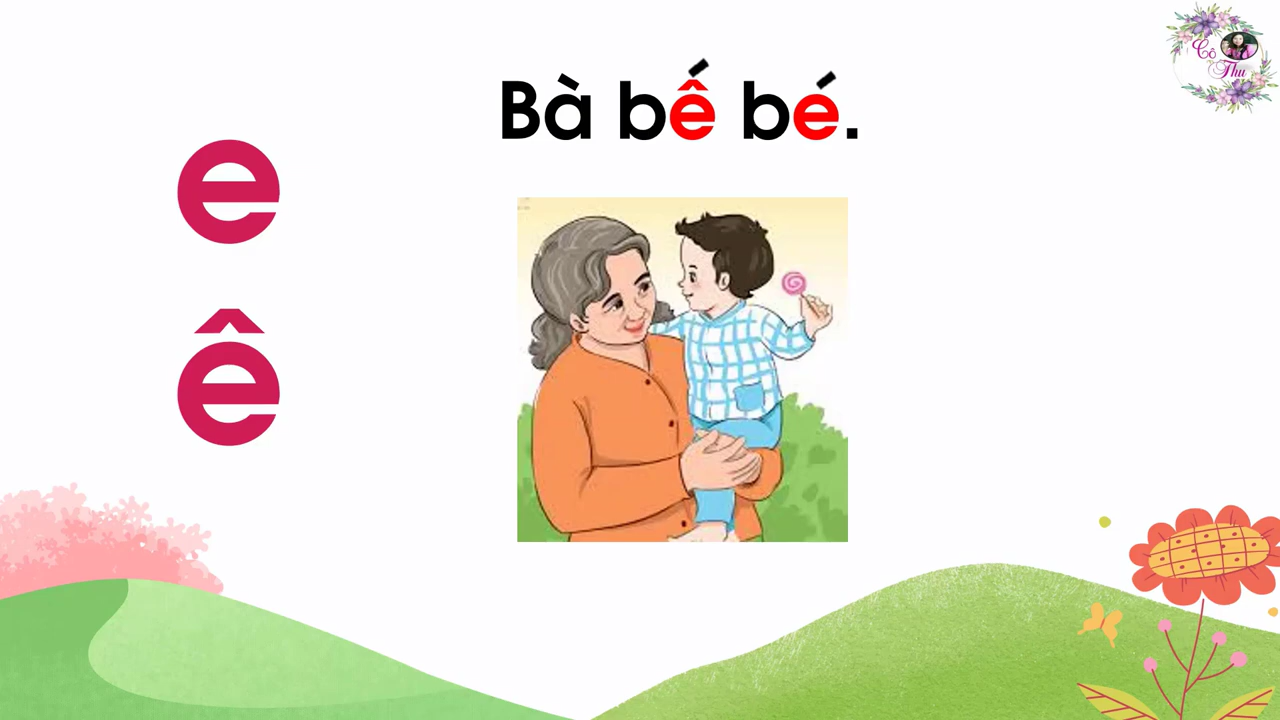 Bà bế bé.
e
ê
Cô
Thu